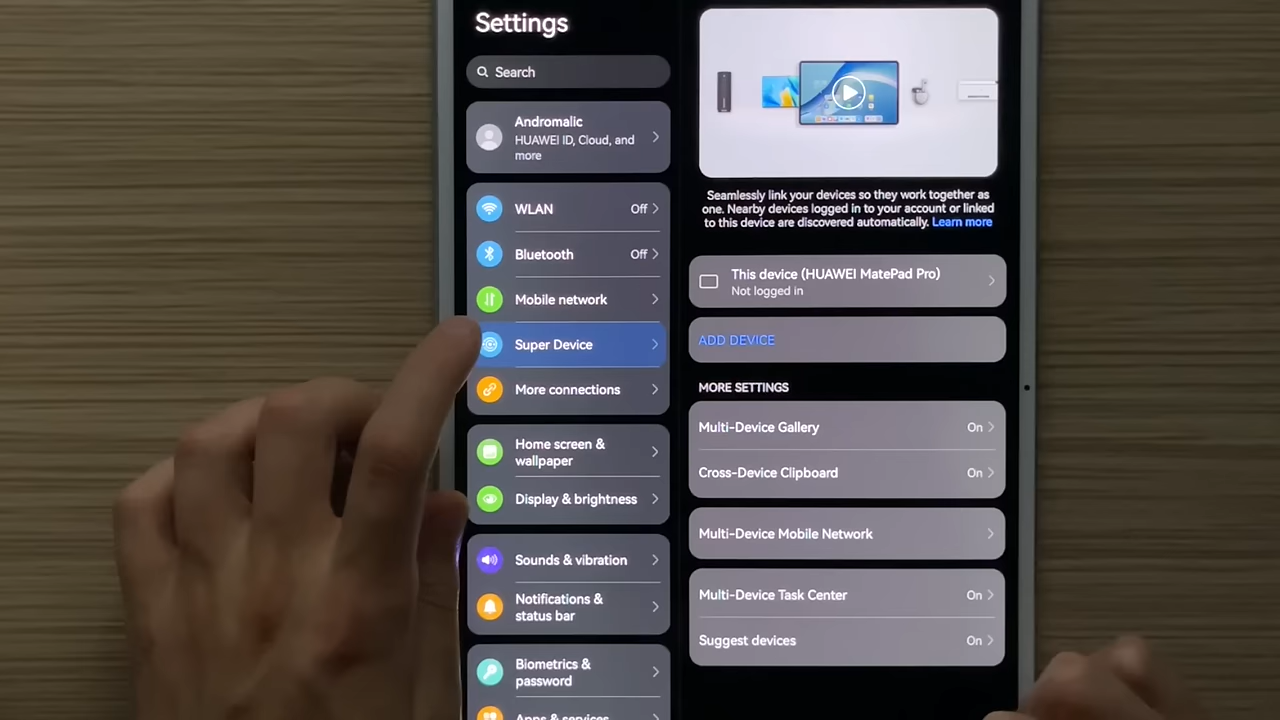 Settings
Search
Andromalic
HUAWEI ID, Cloud, and
more
WLAN
Off
Bluetooth
Off
Mobile network
Super Device
More connections
Home screen &
wallpaper
Display & brightness
Sounds & vibration
Notifications &
status bar
Biometrics &
password
Apps & services
Seamlessly link your devices so they work together as
one. Nearby devices logged in to your account or linked
to this device are discovered automatically. Learn more
This device (HUAWEI MatePad Pro)
Not logged in
ADD DEVICE
MORE SETTINGS
Multi-Device Gallery
On
Cross-Device Clipboard
On
Multi-Device Mobile Network
Multi-Device Task Center
On
Suggest devices
On